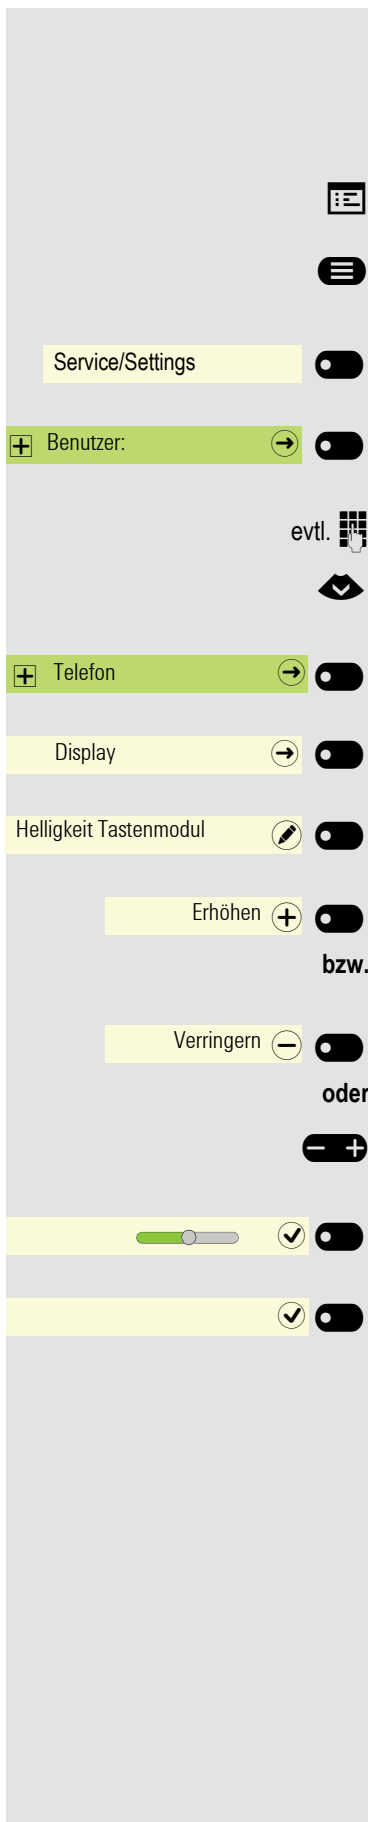 Service/Settings
Benutzer:
evtl.
Telefon
Display
Helligkeit Tastenmodul
Erhöhen
bzw.
Verringern
oder